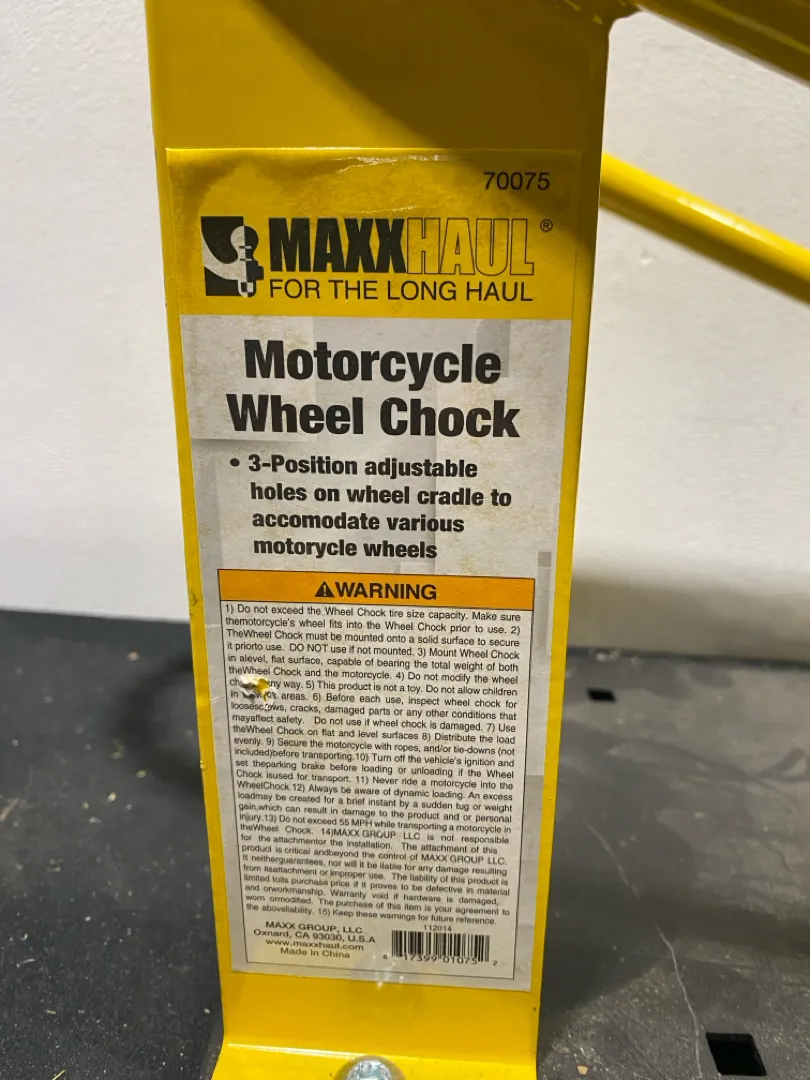 70075
MAXXHAUL®
FOR THE LONG HAUL
Motorcycle
Wheel Chock
• 3-Position adjustable
holes on wheel cradle to
accomodate various
motorycle wheels
WARNING
1) Do not exceed the Wheel Chock tire size capacity. Make sure
themotorcycle's wheel fits into the Wheel Chock prior to use. 2)
TheWheel Chock must be mounted onto a solid surface to secure
it priorto use. DO NOT use if not mounted. 3) Mount Wheel Chock
in alevel, flat surface, capable of bearing the total weight of both
theWheel Chock and the motorcycle. 4) Do not modify the wheel
any way. 5) This product is not a toy. Do not allow children
in areas. 6) Before each use, inspect wheel chock for
loosescrews, cracks, damaged parts or any other conditions that
mayaffect safety. Do not use if wheel chock is damaged. 7) Use
theWheel Chock on flat and level surfaces 8) Distribute the load
evenly. 9) Secure the motorcycle with ropes, and/or tie-downs (not
included)before transporting.10) Turn off the vehicle's ignition and
set theparking brake before loading or unloading if the Wheel
Chock isused for transport. 11) Never ride a motorcycle into the
WheelChock.12) Always be aware of dynamic loading. An excess
loadmay be created for a brief instant by a sudden tug or weight
gain,which can result in damage to the product and or personal
injury.13) Do not exceed 55 MPH while transporting a motorcycle in
theWheel Chock. 14)MAXX GROUP LLC is not responsible
for the attachmentor the installation. The attachment of this
product is critical andbeyond the control of MAXX GROUP LLC.
It neitherguarantees, nor will it be liable for any damage resulting
from itsattachment or improper use. The liability of this product is
limited toits purchase price if it proves to be defective in material
and orworkmanship. Warranty void if hardware is damaged,
worn ormodified. The purchase of this item is your agreement to
the aboveliability. 15) Keep these warnings for future reference.
MAXX GROUP, LLC
Oxnard, CA 93030, U.S.A
www.maxxhaul.com
Made in China
112014
8 17399 01075 2